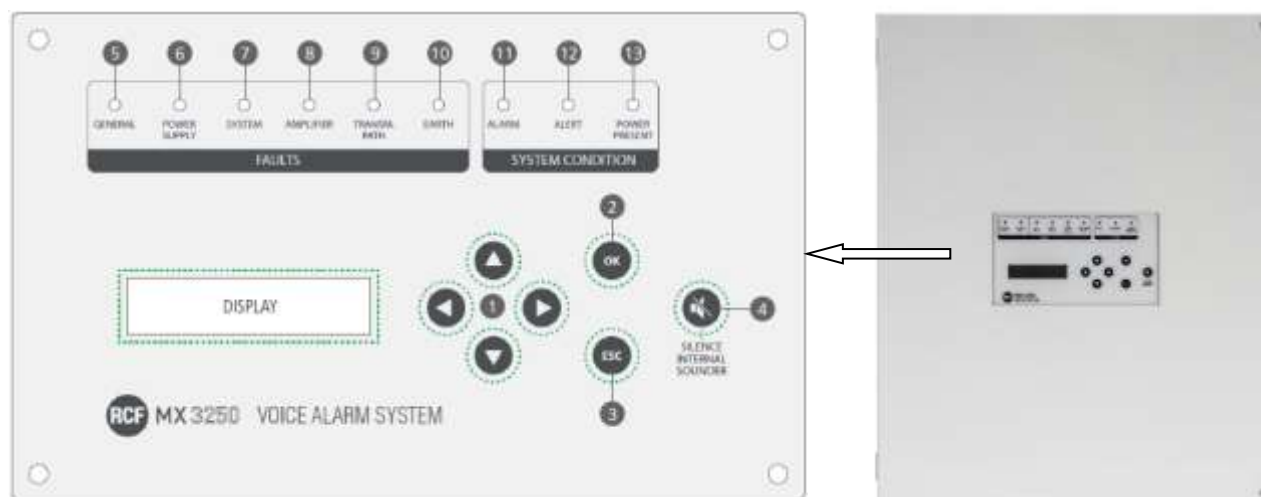 5 6 7 8 9 10 11 12 13
GENERAL POWER SUPPLY SYSTEM AMPLIFIER TRANSM. PATH EARTH ALARM ALERT POWER PRESENT
FAULTS SYSTEM CONDITION
2
OK
DISPLAY
1
4
SILENCE
INTERNAL
SOUNDER
ESC
3
RCF MX 3250 VOICE ALARM SYSTEM